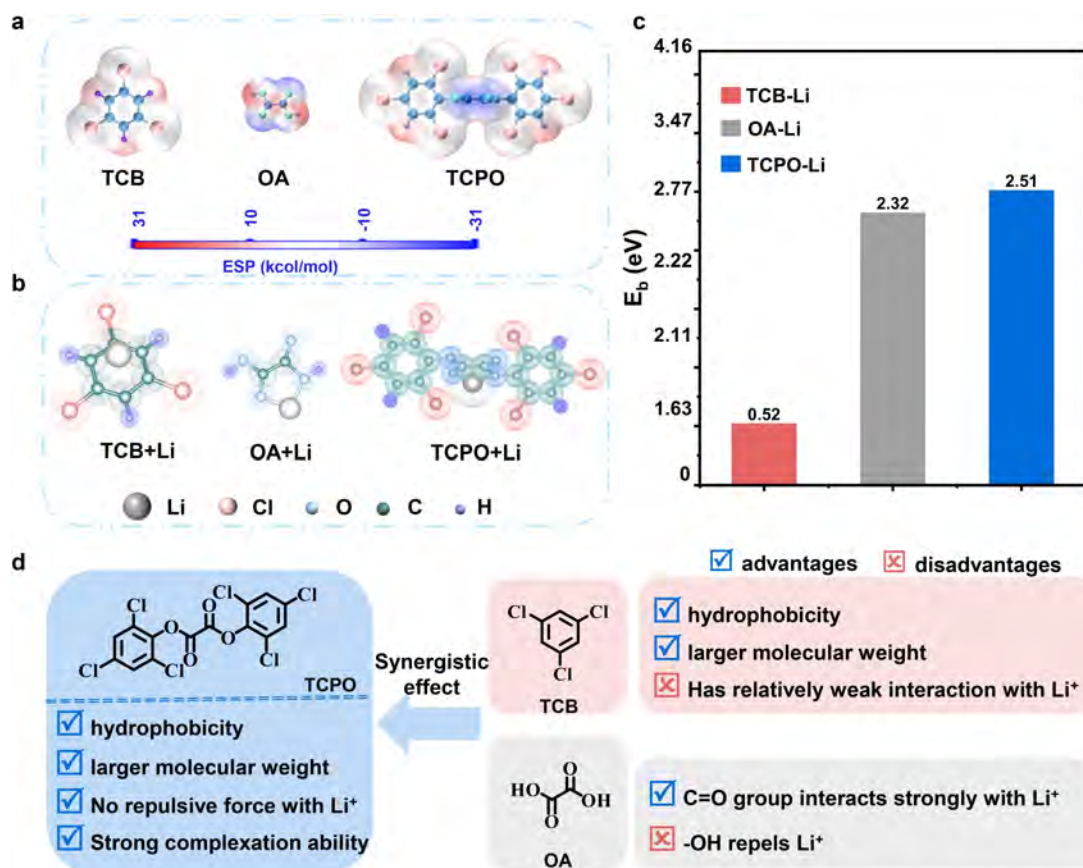 a
TCB
OA
TCPO
31
10
-10
-31
ESP (kcol/mol)
b
TCB+Li
OA+Li
TCPO+Li
Li
Cl
O
C
H
c
4.16
3.47
2.77
2.22
2.11
1.63
0
E_b (eV)
TCB-Li
OA-Li
TCPO-Li
0.52
2.32
2.51
d
Cl
Cl
Cl
O
O
O
O
Cl
Cl
Cl
TCPO
hydrophobicity
larger molecular weight
No repulsive force with Li⁺
Strong complexation ability
Synergistic
effect
advantages
disadvantages
Cl
Cl
Cl
TCB
hydrophobicity
larger molecular weight
Has relatively weak interaction with Li⁺
O
HO
OH
O
OA
C=O group interacts strongly with Li⁺
-OH repels Li⁺